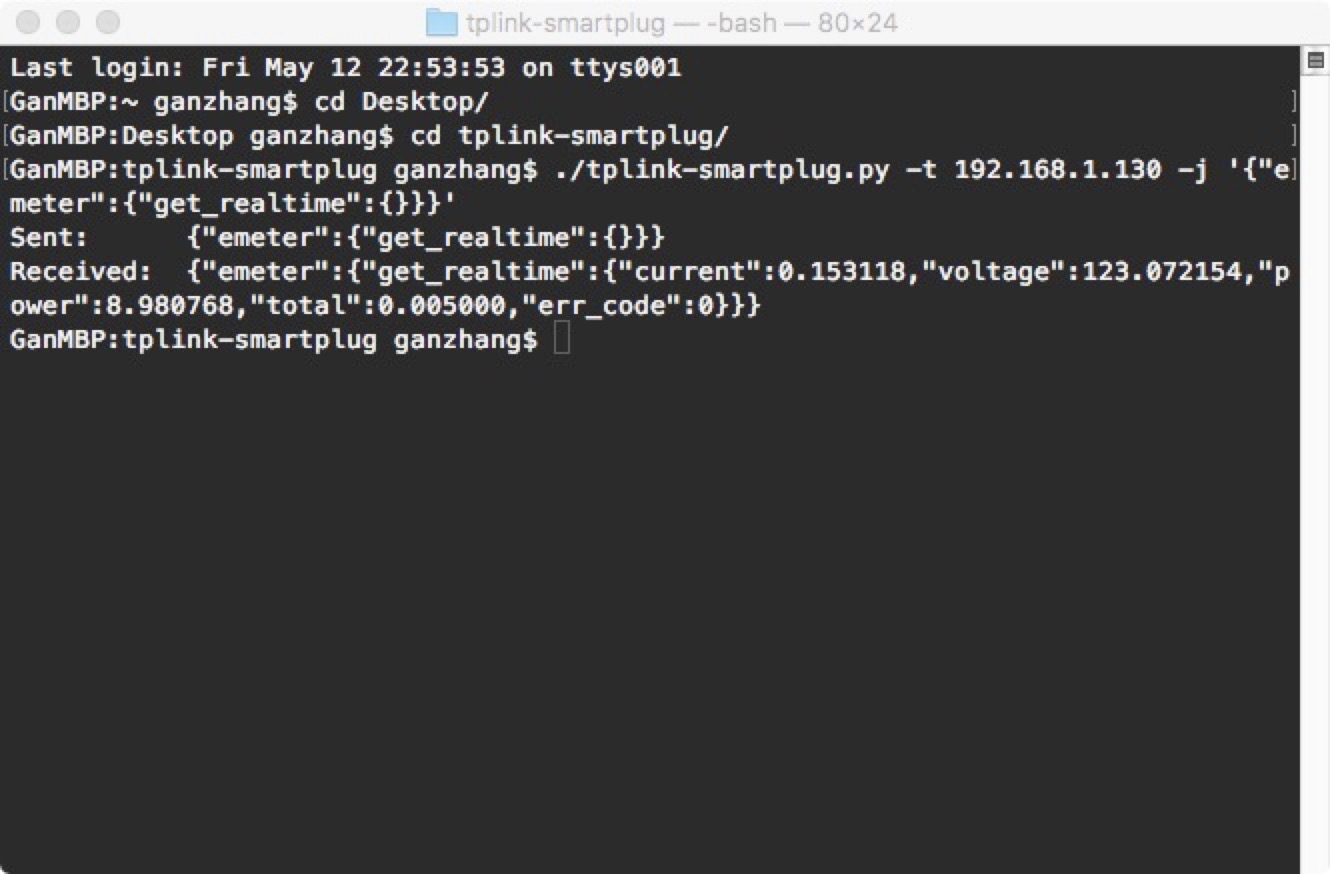 tplink-smartplug — -bash — 80×24
Last login: Fri May 12 22:53:53 on ttys001
[GanMBP:~ ganzhang$ cd Desktop/ ]
[GanMBP:Desktop ganzhang$ cd tplink-smartplug/ ]
[GanMBP:tplink-smartplug ganzhang$ ./tplink-smartplug.py -t 192.168.1.130 -j '{"e]
meter":{"get_realtime":{}}}'
Sent:      {"emeter":{"get_realtime":{}}}
Received:  {"emeter":{"get_realtime":{"current":0.153118,"voltage":123.072154,"p
ower":8.980768,"total":0.005000,"err_code":0}}}
GanMBP:tplink-smartplug ganzhang$